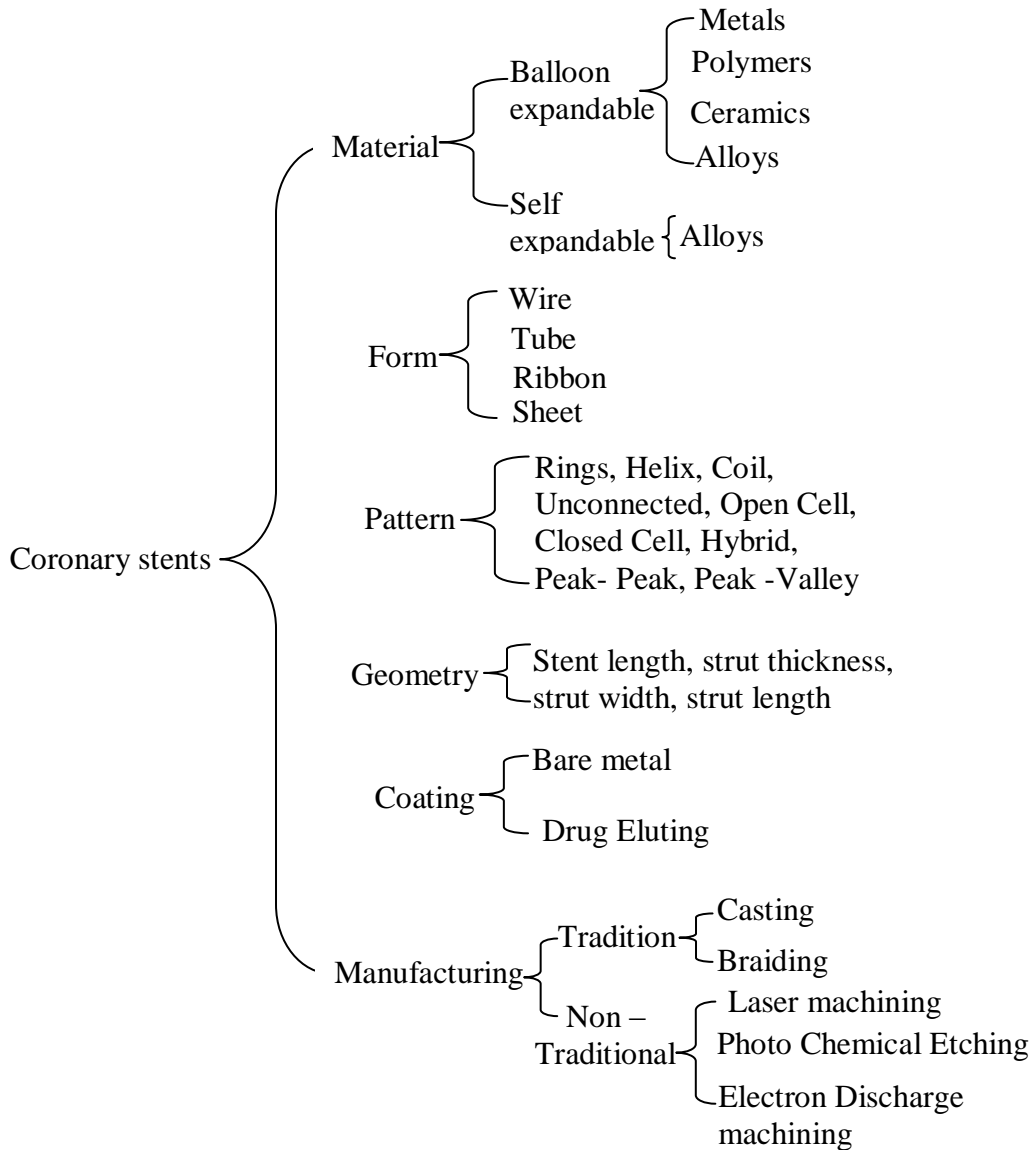 Coronary stents
Material
Balloon
expandable
Metals
Polymers
Ceramics
Alloys
Self
expandable
Alloys
Form
Wire
Tube
Ribbon
Sheet
Pattern
Rings, Helix, Coil,
Unconnected, Open Cell,
Closed Cell, Hybrid,
Peak- Peak, Peak -Valley
Geometry
Stent length, strut thickness,
strut width, strut length
Coating
Bare metal
Drug Eluting
Manufacturing
Tradition
Casting
Braiding
Non –
Traditional
Laser machining
Photo Chemical Etching
Electron Discharge
machining